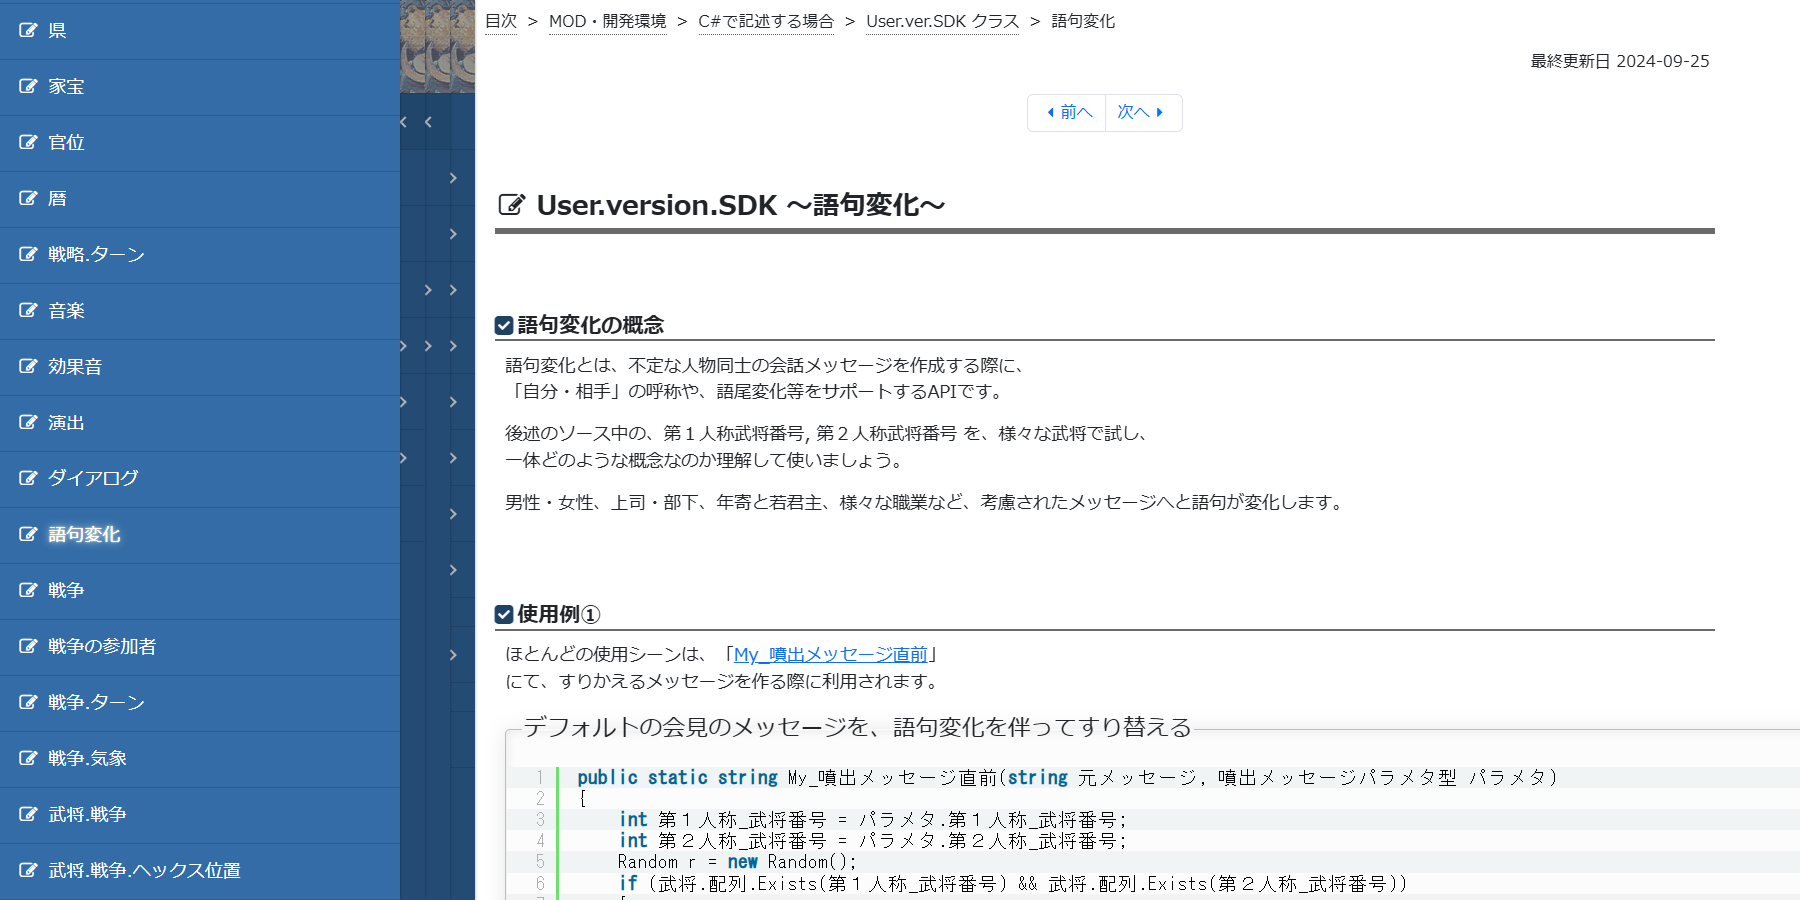 県
家宝
官位
暦
戦略.ターン
音楽
効果音
演出
ダイアログ
語句変化
戦争
戦争の参加者
戦争.ターン
戦争.気象
武将.戦争
武将.戦争.ヘックス位置
目次 > MOD・開発環境 > C#で記述する場合 > User.ver.SDK クラス > 語句変化
最終更新日 2024-09-25
前へ 次へ
User.version.SDK ～語句変化～
語句変化の概念
語句変化とは、不定な人物同士の会話メッセージを作成する際に、
「自分・相手」の呼称や、語尾変化等をサポートするAPIです。
後述のソース中の、第１人称武将番号, 第２人称武将番号 を、様々な武将で試し、
一体どのような概念なのか理解して使いましょう。
男性・女性、上司・部下、年寄と若君主、様々な職業など、考慮されたメッセージへと語句が変化します。
使用例①
ほとんどの使用シーンは、「My_噴出メッセージ直前」
にて、すりかえるメッセージを作る際に利用されます。
デフォルトの会見のメッセージを、語句変化を伴ってすり替える
1 public static string My_噴出メッセージ直前(string 元メッセージ, 噴出メッセージパラメタ型 パラメタ)
2 {
3 int 第１人称_武将番号 = パラメタ.第１人称_武将番号;
4 int 第２人称_武将番号 = パラメタ.第２人称_武将番号;
5 Random r = new Random();
6 if (武将.配列.Exists(第１人称_武将番号) && 武将.配列.Exists(第２人称_武将番号))